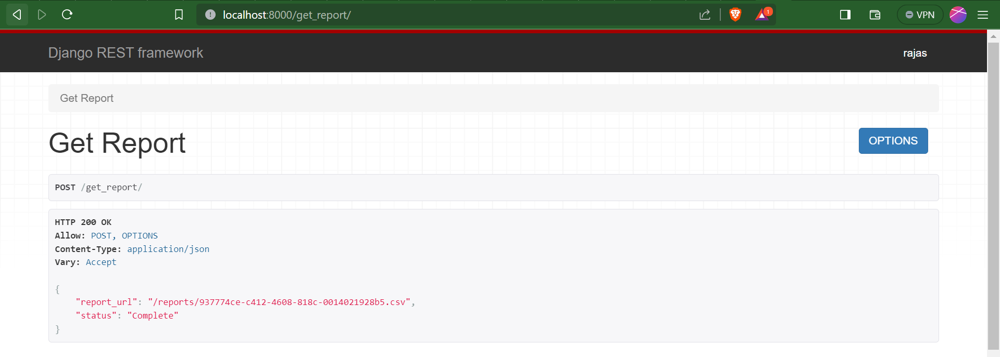 localhost:8000/get_report/
1
VPN
Django REST framework
rajas
Get Report
Get Report
OPTIONS
POST /get_report/
HTTP 200 OK
Allow: POST, OPTIONS
Content-Type: application/json
Vary: Accept
{
    "report_url": "/reports/937774ce-c412-4608-818c-0014021928b5.csv",
    "status": "Complete"
}